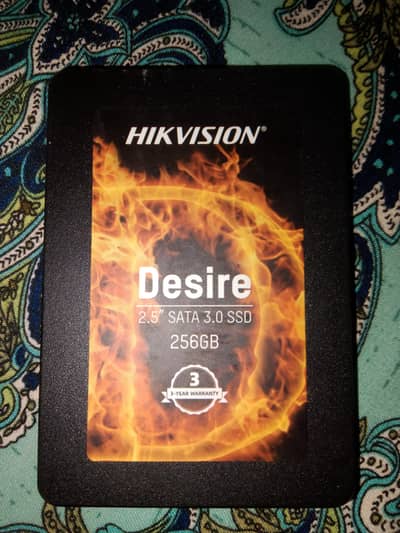 HIKVISION®
Desire
2.5" SATA 3.0 SSD
256GB
3
3-YEAR WARRANTY